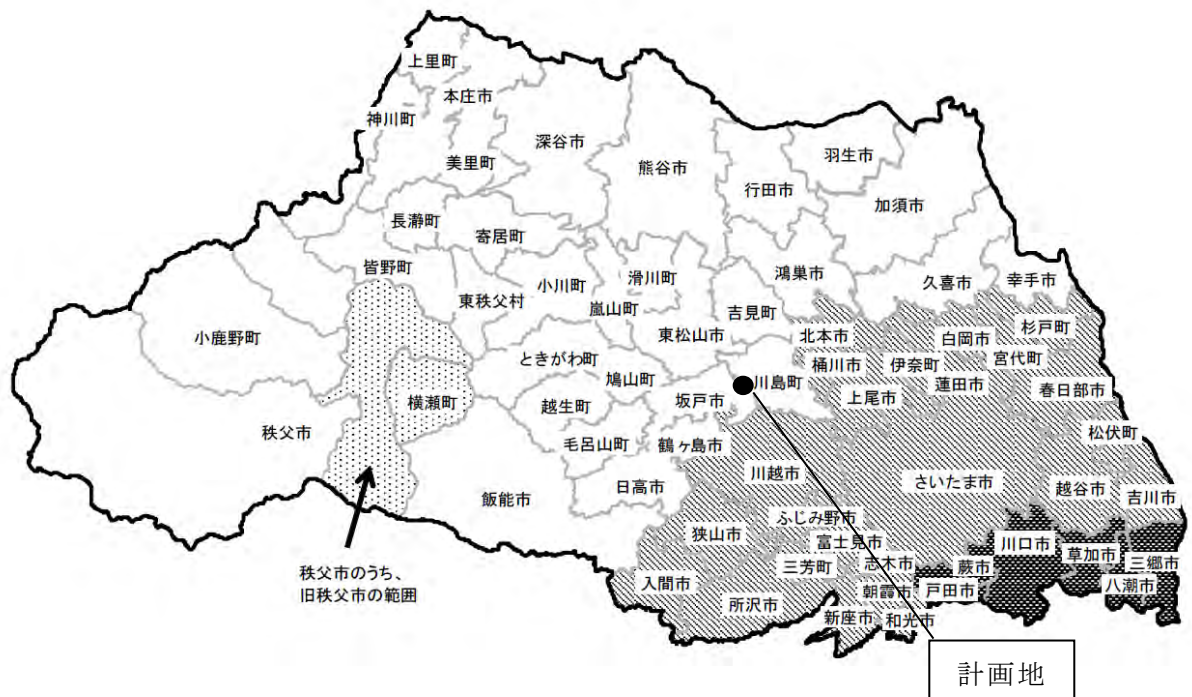 上里町
本庄市
神川町
美里町
深谷市
熊谷市
行田市
羽生市
加須市
長瀞町
寄居町
皆野町
東秩父村
小川町
嵐山町
滑川町
東松山市
吉見町
鴻巣市
久喜市
幸手市
小鹿野町
ときがわ町
鳩山町
北本市
桶川市
伊奈町
白岡市
杉戸町
宮代町
蓮田市
上尾市
春日部市
川島町
坂戸市
横瀬町
越生町
毛呂山町
鶴ヶ島市
秩父市
飯能市
日高市
川越市
さいたま市
松伏町
越谷市
吉川市
ふじみ野市
富士見市
狭山市
三芳町
志木市
入間市
所沢市
朝霞市
新座市
和光市
戸田市
蕨市
川口市
草加市
三郷市
八潮市
秩父市のうち、
旧秩父市の範囲
計画地